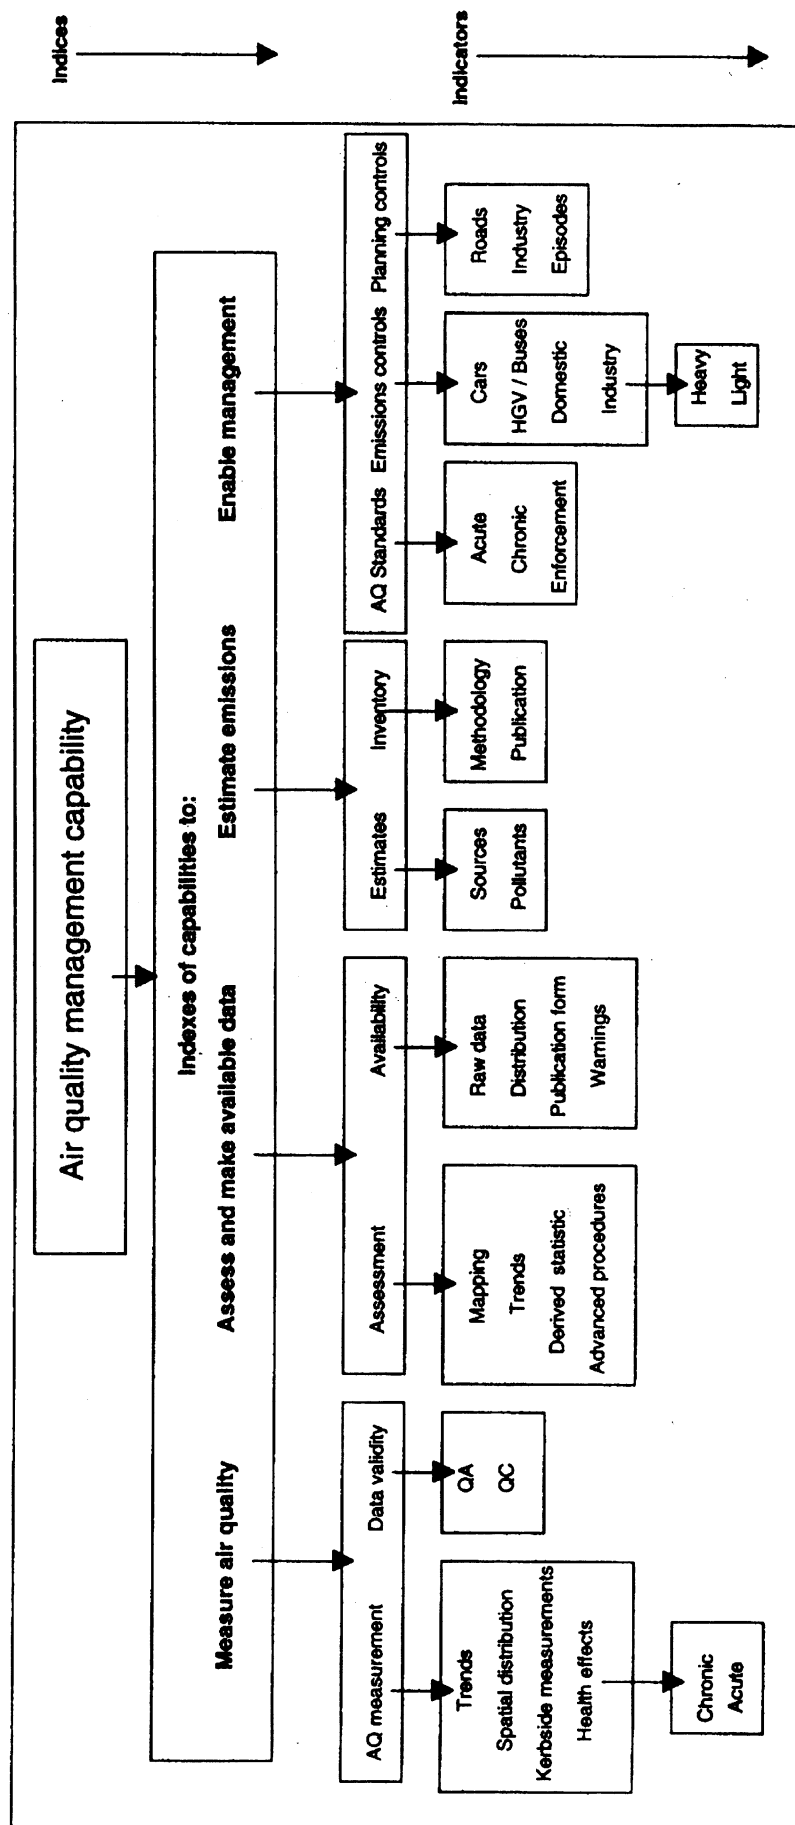 Air quality management capability
Indexes of capabilities to:
Measure air quality
Assess and make available data
Estimate emissions
Enable management
Indices
AQ measurement
Data validity
Assessment
Availability
Estimates
Inventory
AQ Standards
Emissions controls
Planning controls
Indicators
Trends
Spatial distribution
Kerbside measurements
Health effects
Chronic
Acute
QA
QC
Mapping
Trends
Derived statistic
Advanced procedures
Raw data
Distribution
Publication form
Warnings
Sources
Pollutants
Methodology
Publication
Acute
Chronic
Enforcement
Cars
HGV / Buses
Domestic
Industry
Heavy
Light
Roads
Industry
Episodes